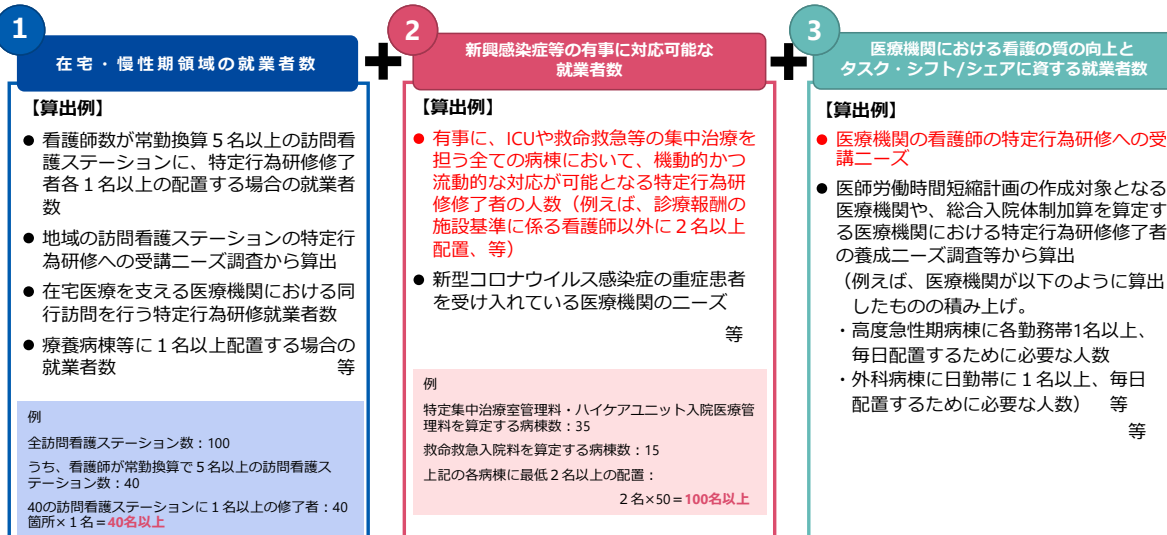 1
在宅・慢性期領域の就業者数
【算出例】
● 看護師数が常勤換算５名以上の訪問看
護ステーションに、特定行為研修修了
者各１名以上の配置する場合の就業者
数
● 地域の訪問看護ステーションの特定行
為研修への受講ニーズ調査から算出
● 在宅医療を支える医療機関における同
行訪問を行う特定行為研修就業者数
● 療養病棟等に１名以上配置する場合の
就業者数 等
例
全訪問看護ステーション数：100
うち、看護師が常勤換算で５名以上の訪問看護ス
テーション数：40
40の訪問看護ステーションに１名以上の修了者：40
箇所×１名＝40名以上
+
2
新興感染症等の有事に対応可能な
就業者数
【算出例】
● 有事に、ICUや救命救急等の集中治療を
担う全ての病棟において、機動的かつ
流動的な対応が可能となる特定行為研
修修了者の人数（例えば、診療報酬の
施設基準に係る看護師以外に２名以上
配置、等）
● 新型コロナウイルス感染症の重症患者
を受け入れている医療機関のニーズ
等
例
特定集中治療室管理料・ハイケアユニット入院医療管
理料を算定する病棟数：35
救命救急入院料を算定する病棟数：15
上記の各病棟に最低２名以上の配置：
２名×50＝100名以上
+
3
医療機関における看護の質の向上と
タスク・シフト/シェアに資する就業者数
【算出例】
● 医療機関の看護師の特定行為研修への受
講ニーズ
● 医師労働時間短縮計画の作成対象となる
医療機関や、総合入院体制加算を算定す
る医療機関における特定行為研修修了者
の養成ニーズ調査等から算出
（例えば、医療機関が以下のように算出
したものの積み上げ。
・高度急性期病棟に各勤務帯1名以上、
毎日配置するために必要な人数
・外科病棟に日勤帯に１名以上、毎日
配置するために必要な人数） 等
等